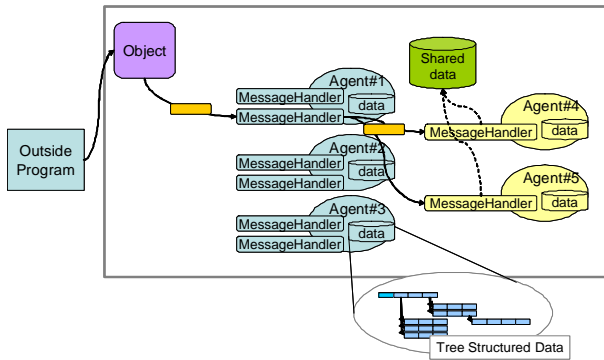 Object
Outside
Program
Agent#1
MessageHandler
MessageHandler
data
Agent#2
MessageHandler
MessageHandler
data
Agent#3
MessageHandler
MessageHandler
data
Shared
data
Agent#4
MessageHandler
data
Agent#5
MessageHandler
data
Tree Structured Data